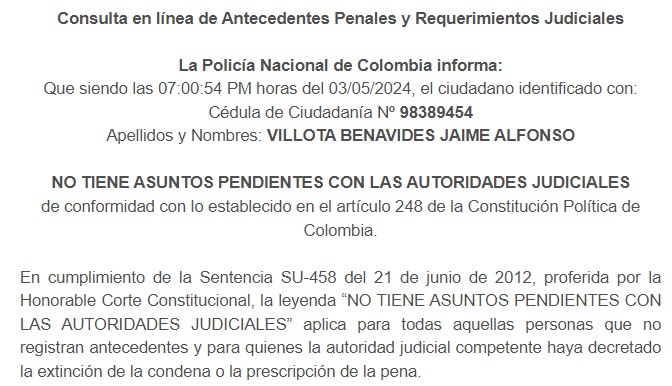 Consulta en línea de Antecedentes Penales y Requerimientos Judiciales
La Policía Nacional de Colombia informa:
Que siendo las 07:00:54 PM horas del 03/05/2024, el ciudadano identificado con:
Cédula de Ciudadanía Nº 98389454
Apellidos y Nombres: VILLOTA BENAVIDES JAIME ALFONSO
NO TIENE ASUNTOS PENDIENTES CON LAS AUTORIDADES JUDICIALES
de conformidad con lo establecido en el artículo 248 de la Constitución Política de
Colombia.
En cumplimiento de la Sentencia SU-458 del 21 de junio de 2012, proferida por la
Honorable Corte Constitucional, la leyenda “NO TIENE ASUNTOS PENDIENTES CON
LAS AUTORIDADES JUDICIALES” aplica para todas aquellas personas que no
registran antecedentes y para quienes la autoridad judicial competente haya decretado
la extinción de la condena o la prescripción de la pena.